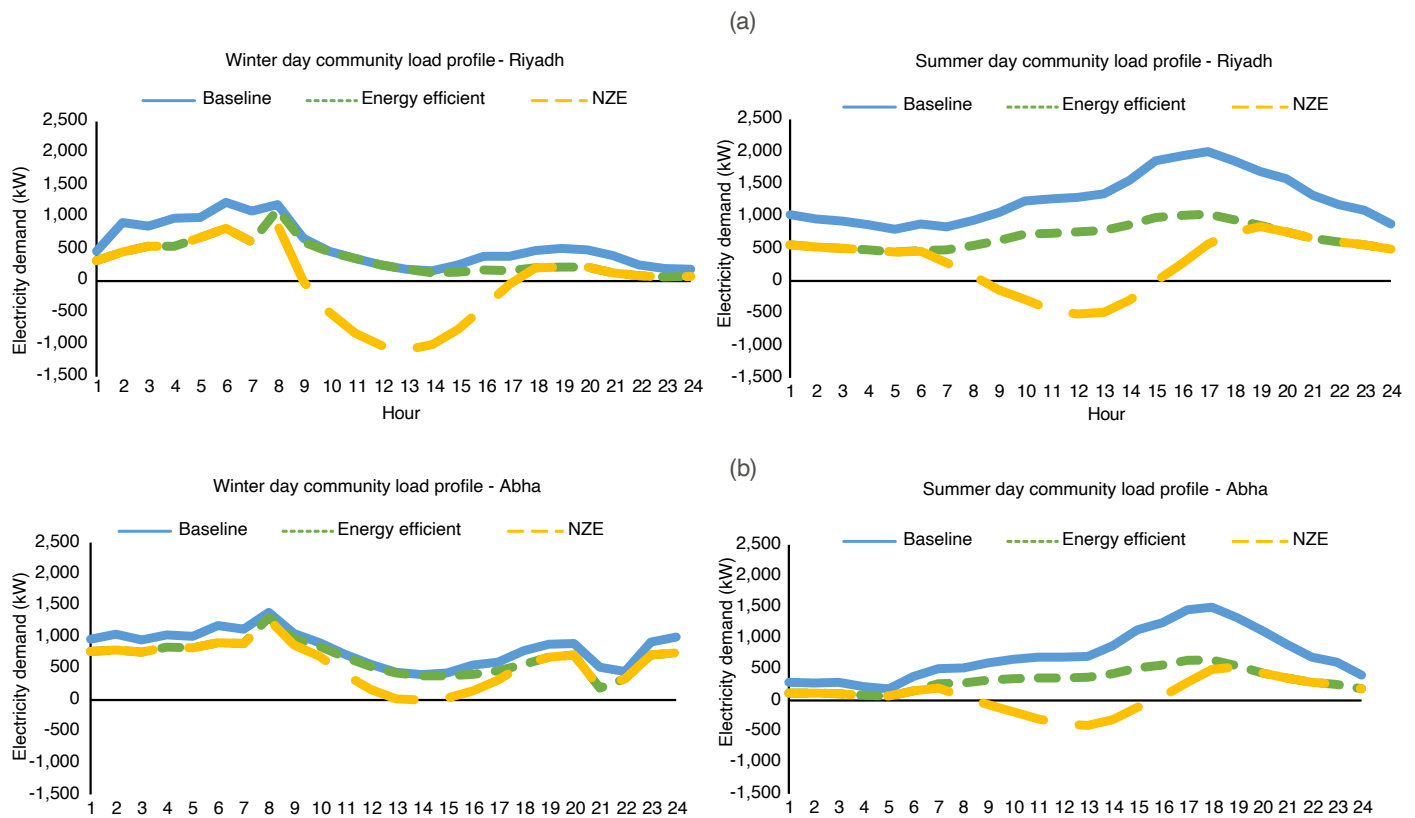 (a)
Winter day community load profile - Riyadh
Baseline Energy efficient NZE
Electricity demand (kW)
2,500
2,000
1,500
1,000
500
0
-500
-1,000
-1,500
1 2 3 4 5 6 7 8 9 10 11 12 13 14 15 16 17 18 19 20 21 22 23 24
Hour
Summer day community load profile - Riyadh
Baseline Energy efficient NZE
Electricity demand (kW)
2,500
2,000
1,500
1,000
500
0
-500
-1,000
-1,500
1 2 3 4 5 6 7 8 9 10 11 12 13 14 15 16 17 18 19 20 21 22 23 24
Hour
(b)
Winter day community load profile - Abha
Baseline Energy efficient NZE
Electricity demand (kW)
2,500
2,000
1,500
1,000
500
0
-500
-1,000
-1,500
1 2 3 4 5 6 7 8 9 10 11 12 13 14 15 16 17 18 19 20 21 22 23 24
Summer day community load profile - Abha
Baseline Energy efficient NZE
Electricity demand (kW)
2,500
2,000
1,500
1,000
500
0
-500
-1,000
-1,500
1 2 3 4 5 6 7 8 9 10 11 12 13 14 15 16 17 18 19 20 21 22 23 24